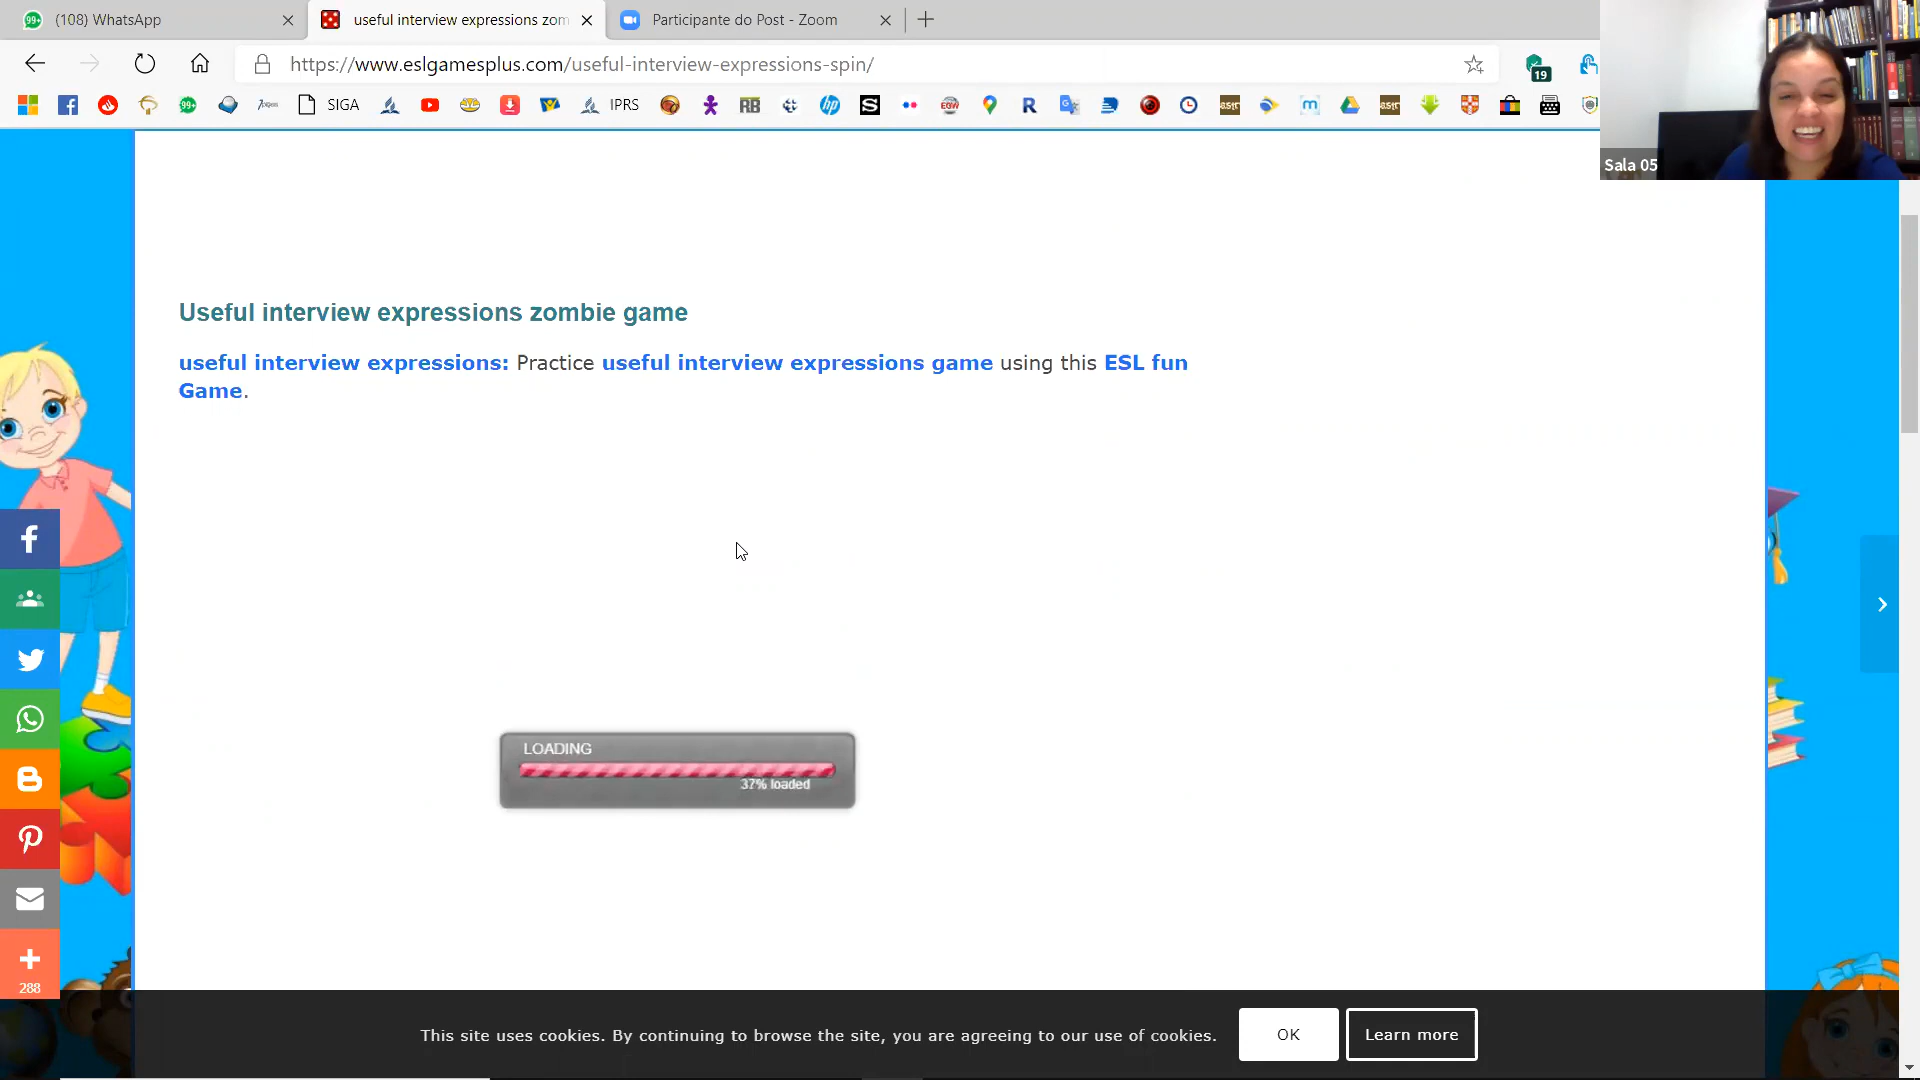 (108) WhatsApp
useful interview expressions zom
Participante do Post - Zoom
https://www.eslgamesplus.com/useful-interview-expressions-spin/
19
99+
SIGA
IPRS
RB
hp
S
EGW
R
m
Sala 05
Useful interview expressions zombie game
useful interview expressions: Practice useful interview expressions game using this ESL fun
Game.
LOADING
37% loaded
288
This site uses cookies. By continuing to browse the site, you are agreeing to our use of cookies.
OK
Learn more